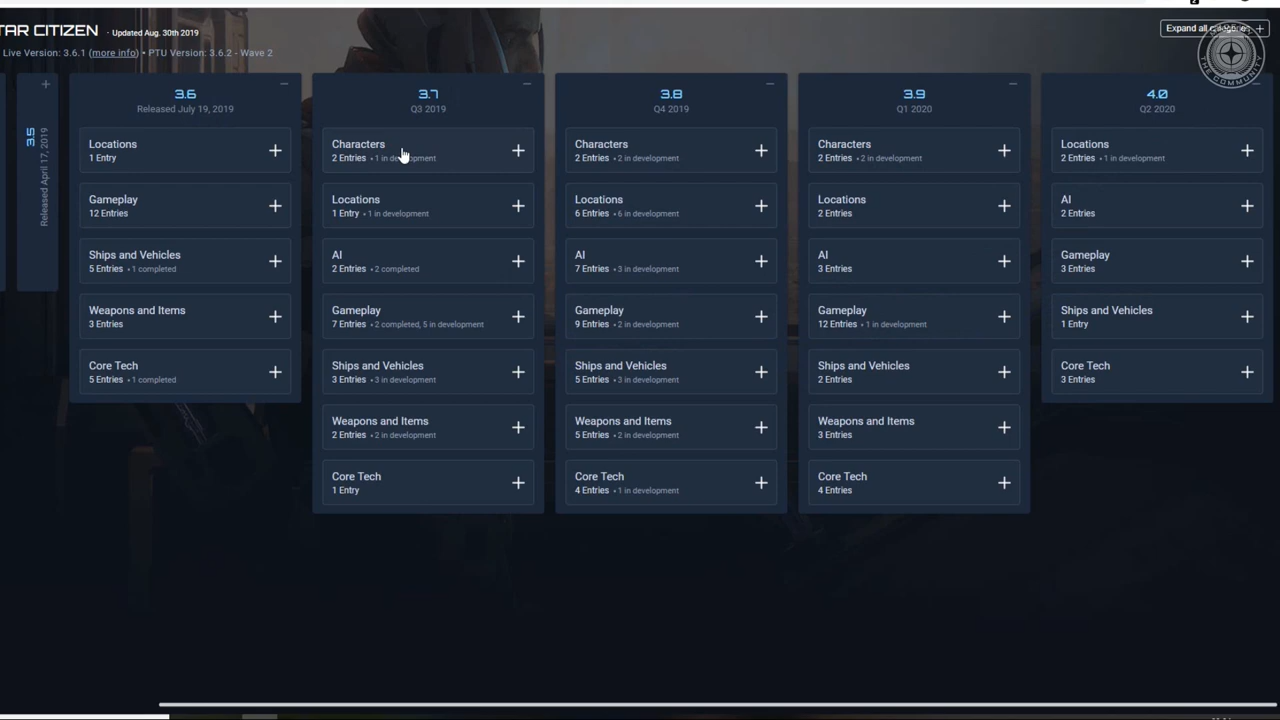 TAR CITIZEN · Updated Aug. 30th 2019
Live Version: 3.6.1 (more info) • PTU Version: 3.6.2 - Wave 2
Expand all categories +
THE COMMUNITY
3.5
Released April 17, 2019
3.6
Released July 19, 2019
Locations
1 Entry
Gameplay
12 Entries
Ships and Vehicles
5 Entries • 1 completed
Weapons and Items
3 Entries
Core Tech
5 Entries • 1 completed
3.7
Q3 2019
Characters
2 Entries • 1 in development
Locations
1 Entry • 1 in development
AI
2 Entries • 2 completed
Gameplay
7 Entries • 2 completed, 5 in development
Ships and Vehicles
3 Entries • 3 in development
Weapons and Items
2 Entries • 2 in development
Core Tech
1 Entry
3.8
Q4 2019
Characters
2 Entries • 2 in development
Locations
6 Entries • 6 in development
AI
7 Entries • 3 in development
Gameplay
9 Entries • 2 in development
Ships and Vehicles
5 Entries • 3 in development
Weapons and Items
5 Entries • 2 in development
Core Tech
4 Entries • 1 in development
3.9
Q1 2020
Characters
2 Entries • 2 in development
Locations
2 Entries
AI
3 Entries
Gameplay
12 Entries • 1 in development
Ships and Vehicles
2 Entries
Weapons and Items
3 Entries
Core Tech
4 Entries
4.0
Q2 2020
Locations
2 Entries • 1 in development
AI
2 Entries
Gameplay
3 Entries
Ships and Vehicles
1 Entry
Core Tech
3 Entries